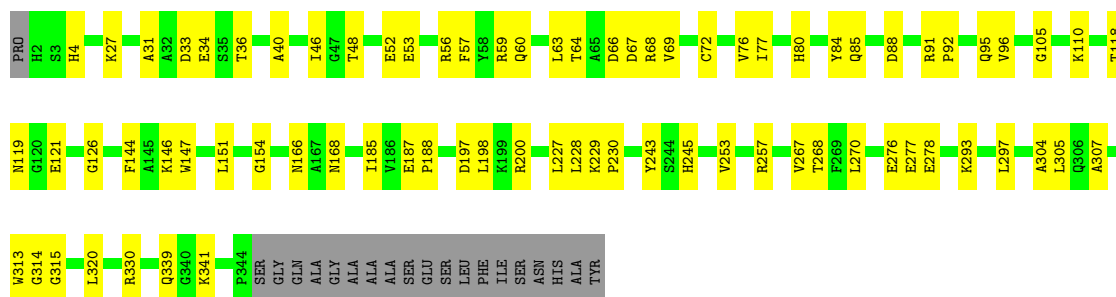 PRO H2 S3 H4 K27 A31 A32 D33 E34 S35 T36 A40 I46 G47 T48 E52 E53 R56 F57 Y58 R59 Q60 L63 T64 A65 D66 D67 R68 V69 C72 V76 I77 H80 Y84 Q85 D88 R91 P92 Q95 V96 G105 K110 T118
N119 G120 E121 G126 F144 A145 K146 W147 L151 G154 N166 A167 N168 I185 V186 E187 P188 D197 L198 K199 R200 L227 L228 K229 P230 Y243 S244 H245 V253 R257 V267 T268 F269 L270 E276 E277 E278 K293 L297 A304 L305 Q306 A307
W313 G314 G315 L320 R330 Q339 G340 K341 P344 SER GLY GLN ALA GLY ALA ALA ALA SER GLU SER LEU PHE ILE SER ASN HIS ALA TYR